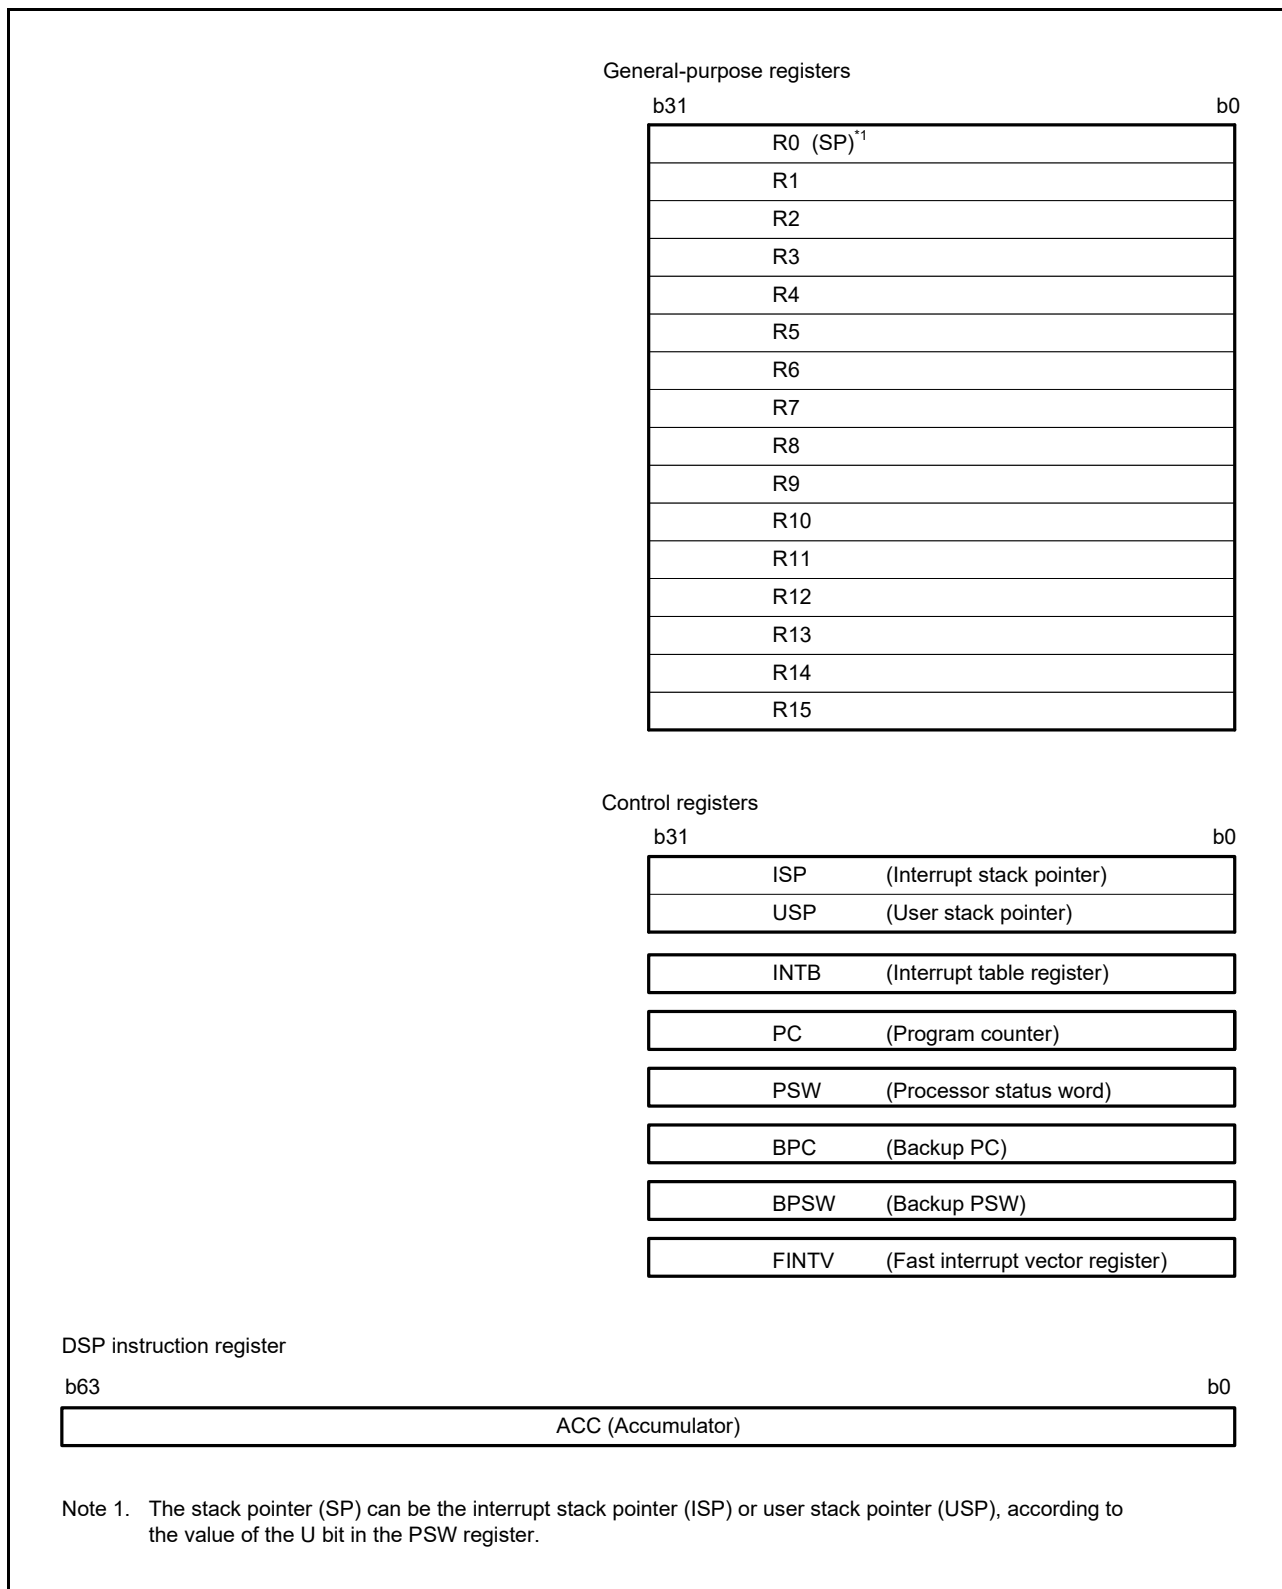 General-purpose registers
b31 b0
R0 (SP)*1
R1
R2
R3
R4
R5
R6
R7
R8
R9
R10
R11
R12
R13
R14
R15
Control registers
b31 b0
ISP (Interrupt stack pointer)
USP (User stack pointer)
INTB (Interrupt table register)
PC (Program counter)
PSW (Processor status word)
BPC (Backup PC)
BPSW (Backup PSW)
FINTV (Fast interrupt vector register)
DSP instruction register
b63 b0
ACC (Accumulator)
Note 1. The stack pointer (SP) can be the interrupt stack pointer (ISP) or user stack pointer (USP), according to
the value of the U bit in the PSW register.